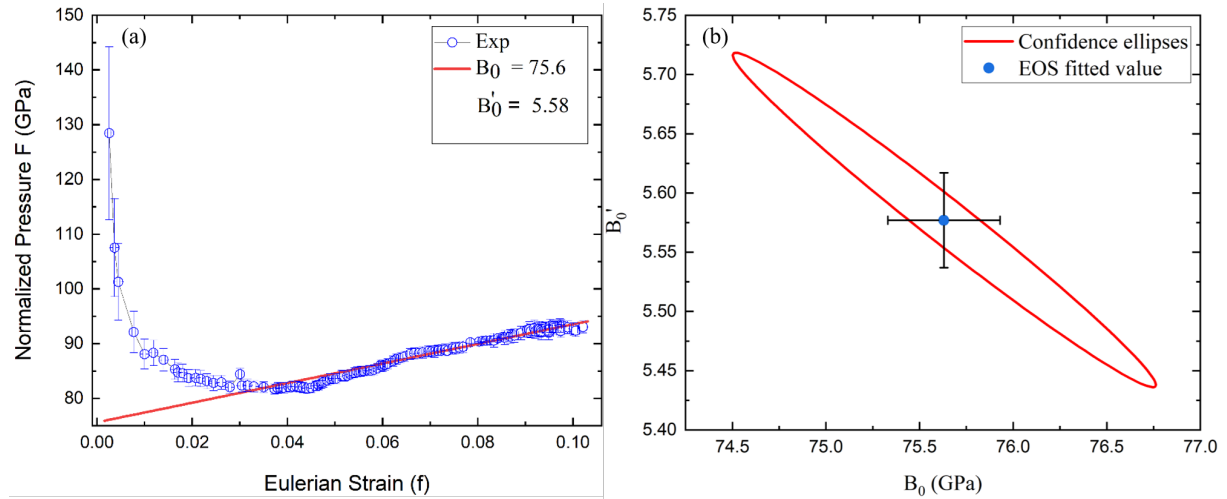 (a)
Exp
B₀ = 75.6
B₀' = 5.58
150
140
130
120
110
100
90
80
Normalized Pressure F (GPa)
0.00 0.02 0.04 0.06 0.08 0.10
Eulerian Strain (f)
(b)
Confidence ellipses
EOS fitted value
5.75
5.70
5.65
5.60
5.55
5.50
5.45
5.40
B₀'
74.5 75.0 75.5 76.0 76.5 77.0
B₀ (GPa)